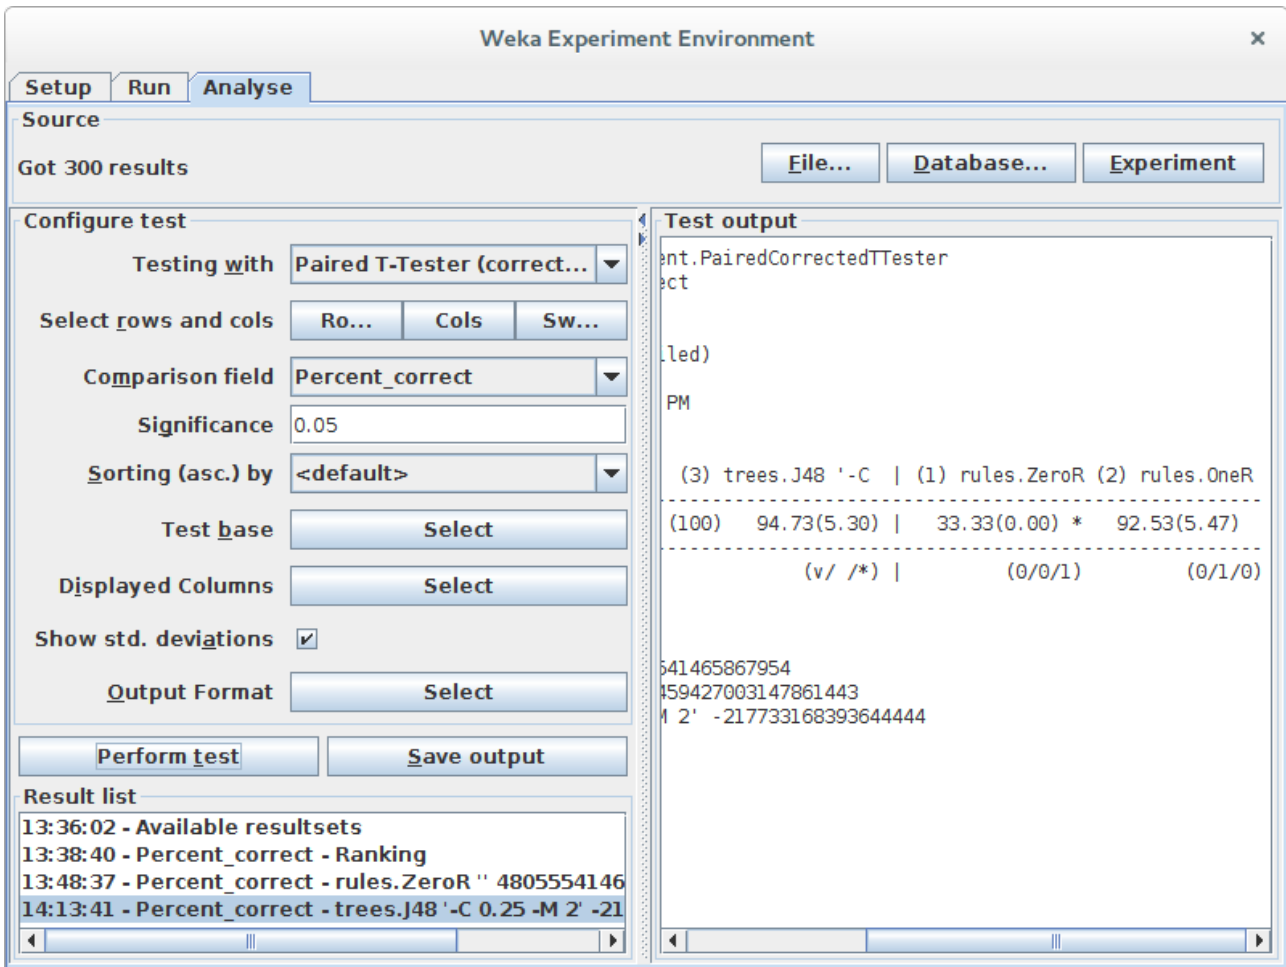 Weka Experiment Environment ×
Setup Run Analyse
Source
Got 300 results File... Database... Experiment
Configure test
Testing with Paired T-Tester (correct...
Select rows and cols Ro... Cols Sw...
Comparison field Percent_correct
Significance 0.05
Sorting (asc.) by <default>
Test base Select
Displayed Columns Select
Show std. deviations
Output Format Select
Perform test Save output
Result list
13:36:02 - Available resultsets
13:38:40 - Percent_correct - Ranking
13:48:37 - Percent_correct - rules.ZeroR '' 4805554146
14:13:41 - Percent_correct - trees.J48 '-C 0.25 -M 2' -21
Test output
ent.PairedCorrectedTTester
ect
led)
PM
(3) trees.J48 '-C | (1) rules.ZeroR (2) rules.OneR
----------------------------------------------------------
(100) 94.73(5.30) | 33.33(0.00) * 92.53(5.47)
----------------------------------------------------------
(v/ /*) | (0/0/1) (0/1/0)
541465867954
459427003147861443
M 2' -217733168393644444